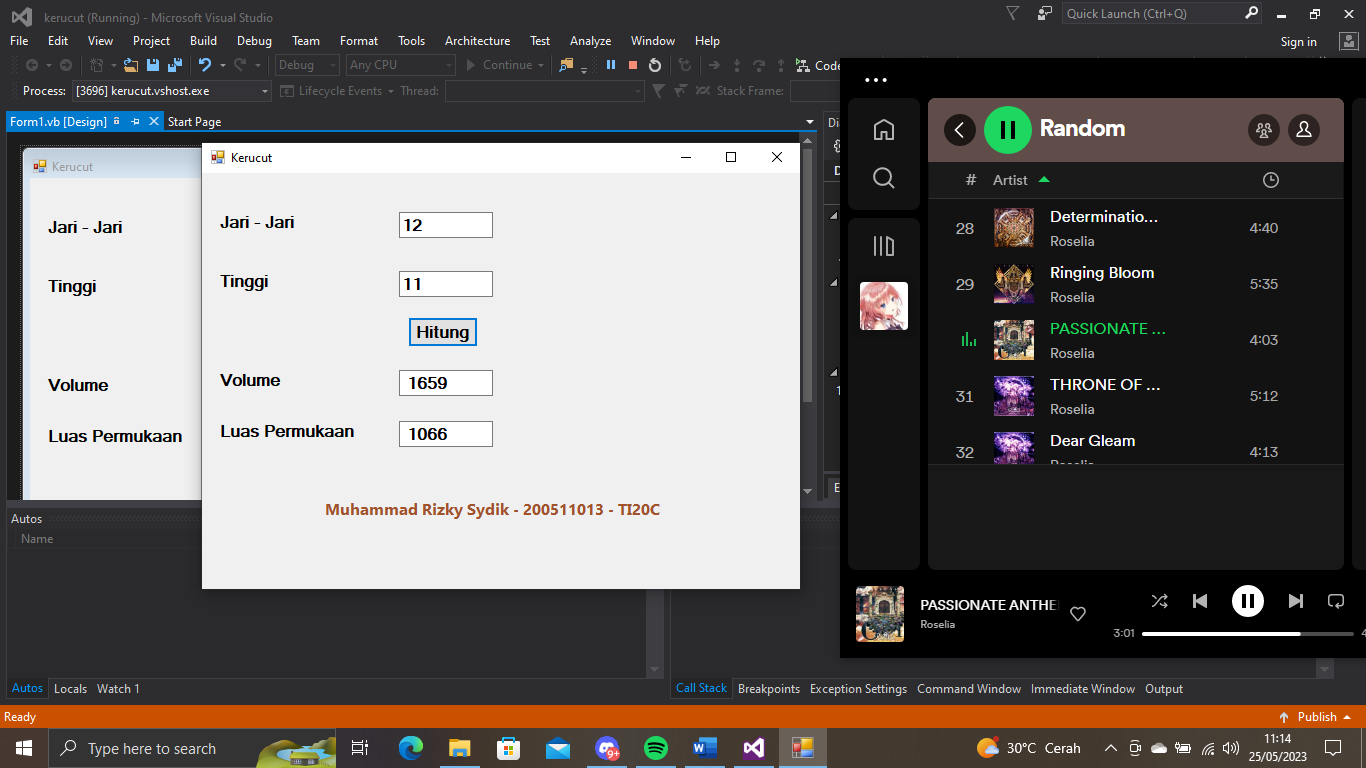 kerucut (Running) - Microsoft Visual Studio
Quick Launch (Ctrl+Q)
File Edit View Project Build Debug Team Format Tools Architecture Test Analyze Window Help
Sign in
Debug Any CPU Continue
Code
Process: [3696] kerucut.vshost.exe Lifecycle Events Thread: Stack Frame:
Form1.vb [Design] Start Page
Kerucut
Jari - Jari
Tinggi
Volume
Luas Permukaan
Kerucut
Jari - Jari 12
Tinggi 11
Hitung
Volume 1659
Luas Permukaan 1066
Muhammad Rizky Sydik - 200511013 - TI20C
Random
# Artist
28 Determinatio... 4:40
Roselia
29 Ringing Bloom 5:35
Roselia
PASSIONATE ... 4:03
Roselia
31 THRONE OF ... 5:12
Roselia
32 Dear Gleam 4:13
PASSIONATE ANTHE
Roselia
3:01
Autos
Name
Autos Locals Watch 1
Call Stack Breakpoints Exception Settings Command Window Immediate Window Output
Ready
Publish
Type here to search
9+
30°C Cerah
11:14
25/05/2023